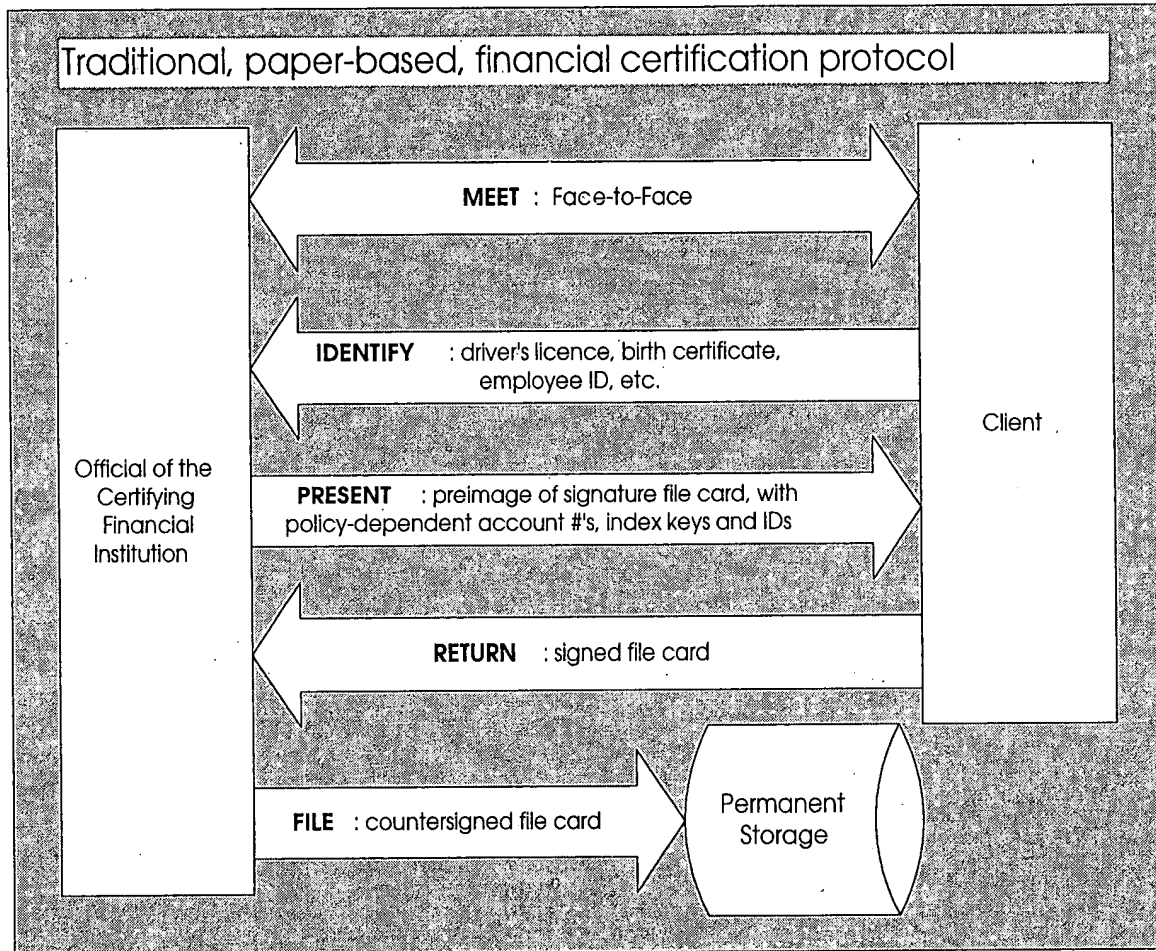 Traditional, paper-based, financial certification protocol
MEET : Face-to-Face
IDENTIFY : driver's licence, birth certificate,
employee ID, etc.
Client
Official of the
Certifying
Financial
Institution
PRESENT : preimage of signature file card, with
policy-dependent account #'s, index keys and IDs
RETURN : signed file card
FILE : countersigned file card
Permanent
Storage